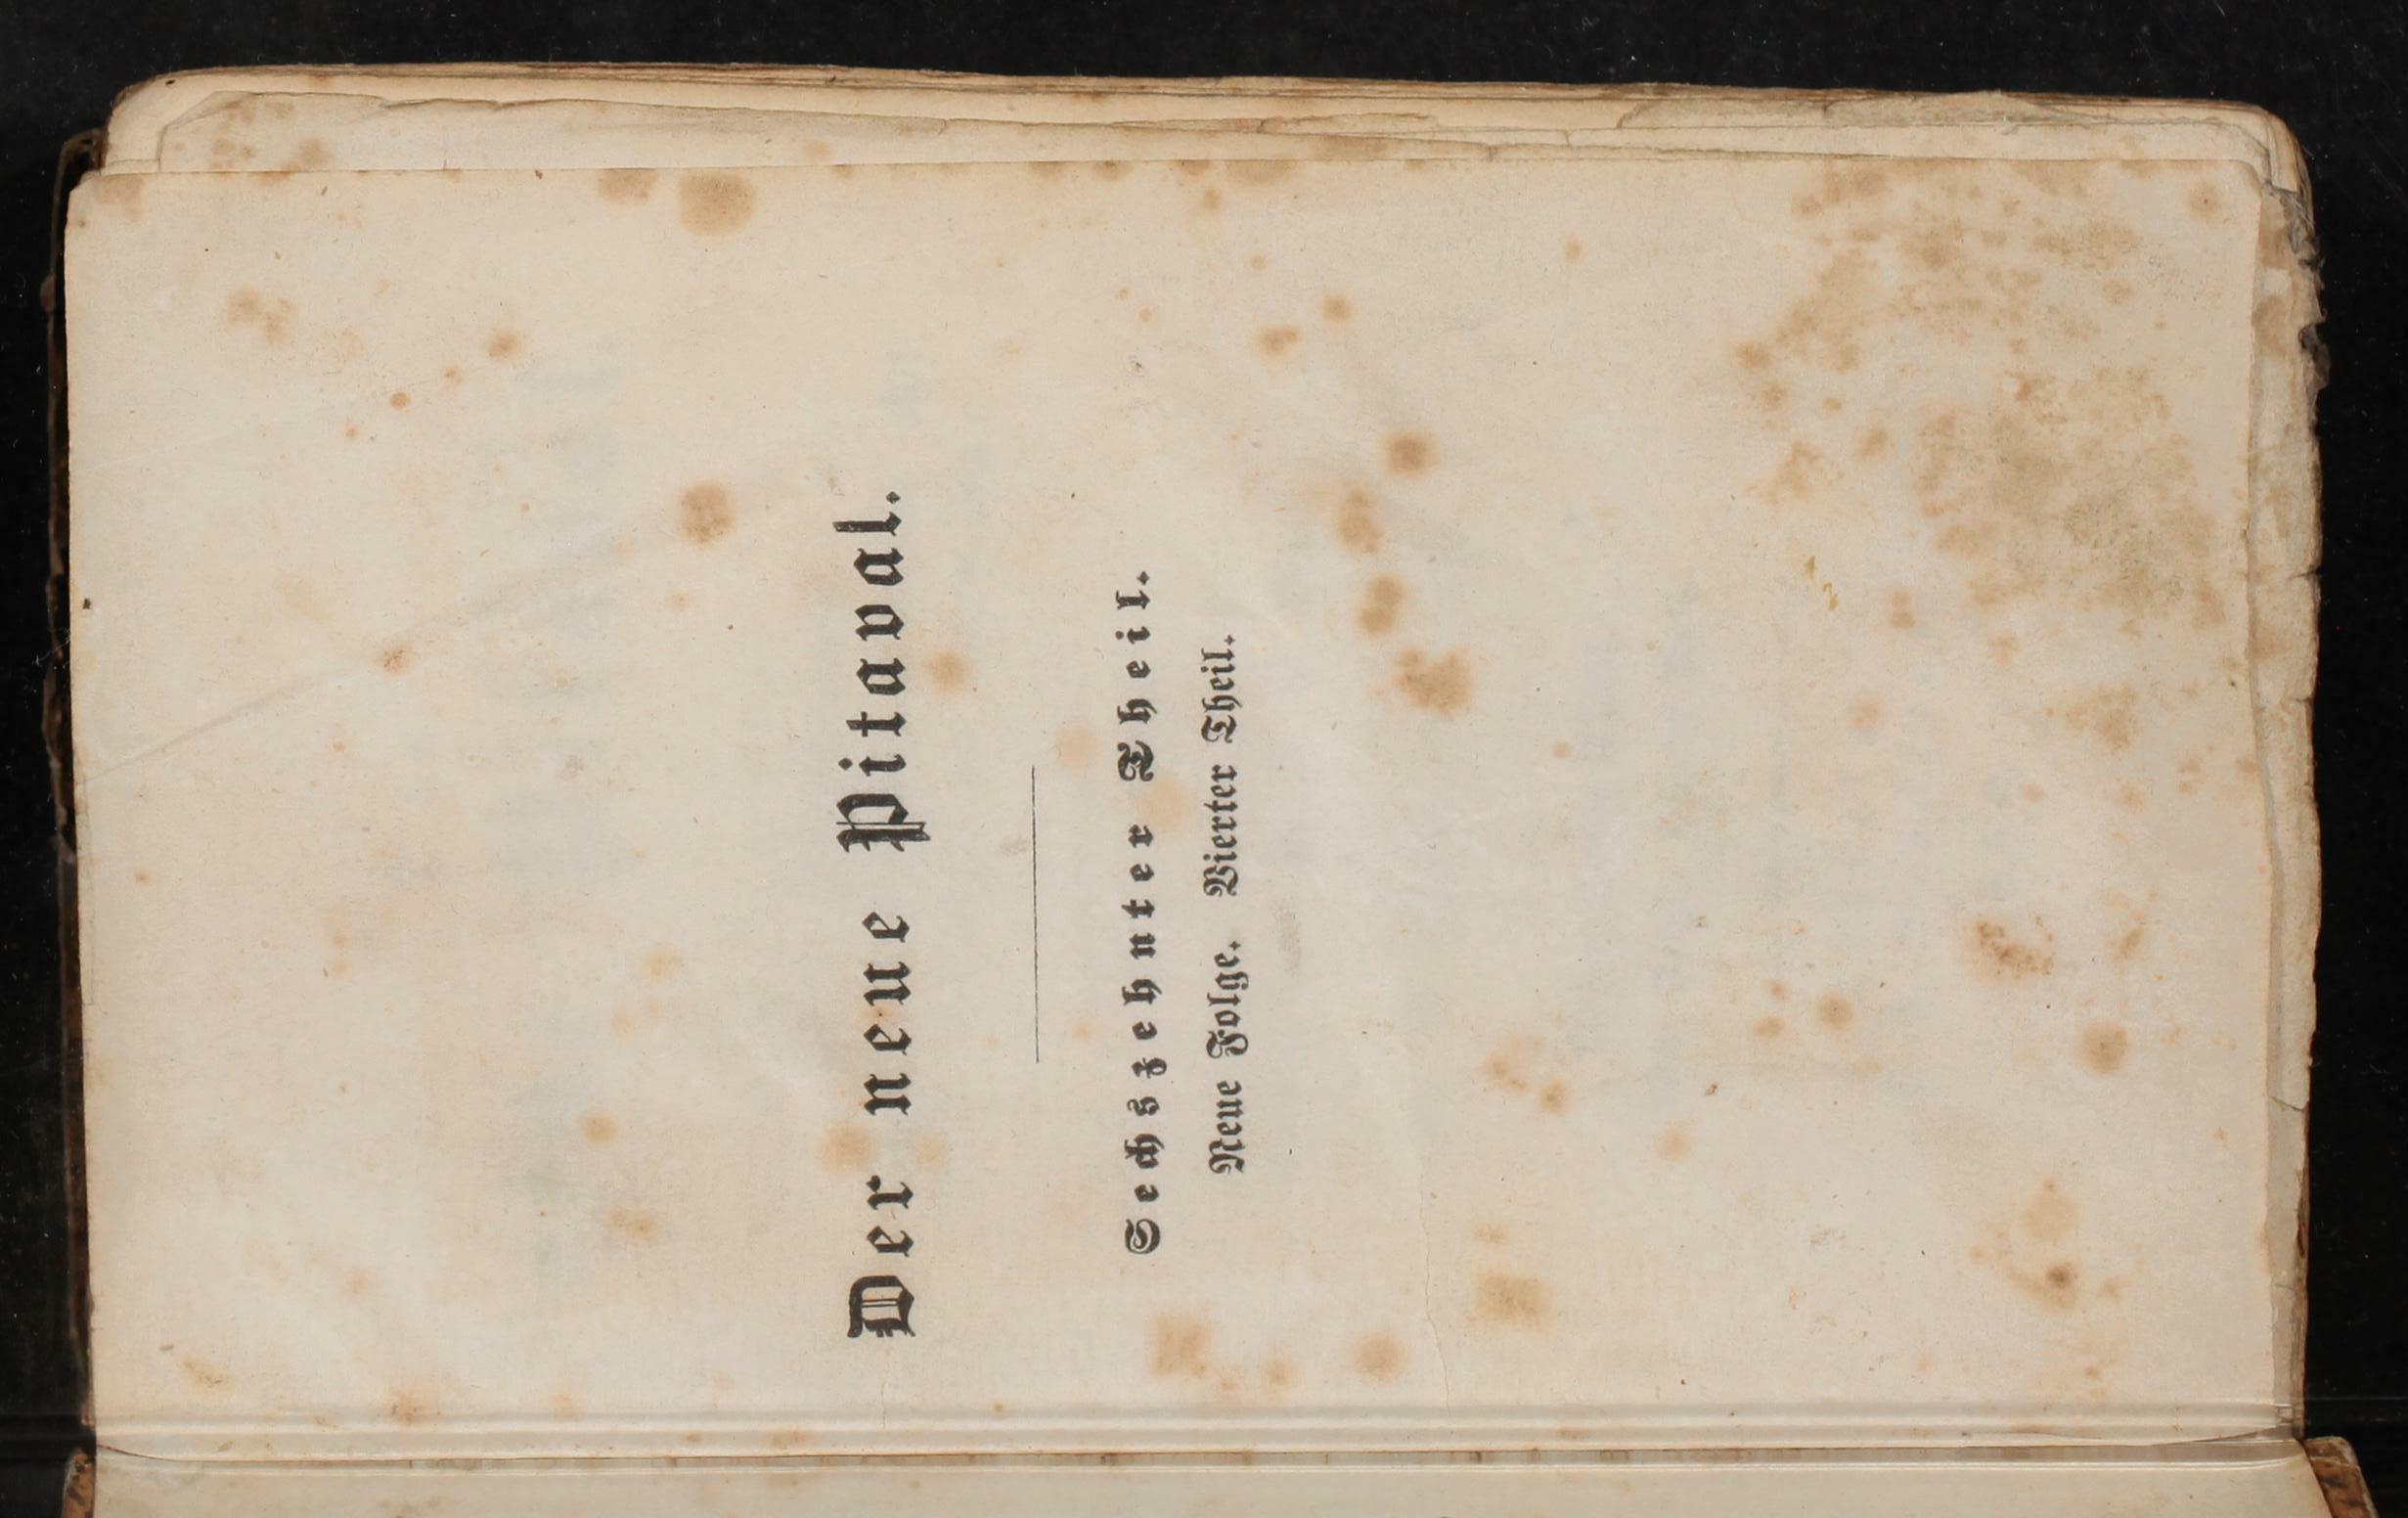 Der neue Pitaval.
Sechszehnter Theil.
Neue Folge. Vierter Theil.